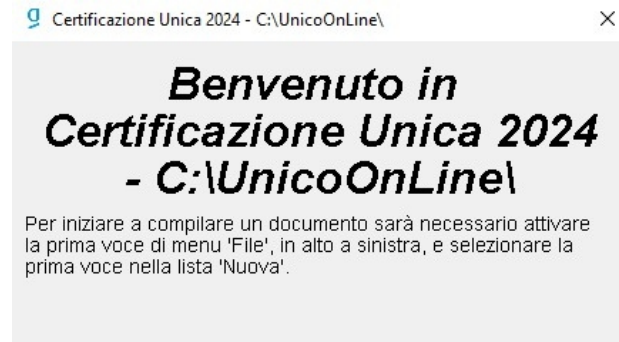 Certificazione Unica 2024 - C:\UnicoOnLine\
Benvenuto in
Certificazione Unica 2024
- C:\UnicoOnLine\
Per iniziare a compilare un documento sarà necessario attivare
la prima voce di menu 'File', in alto a sinistra, e selezionare la
prima voce nella lista 'Nuova'.